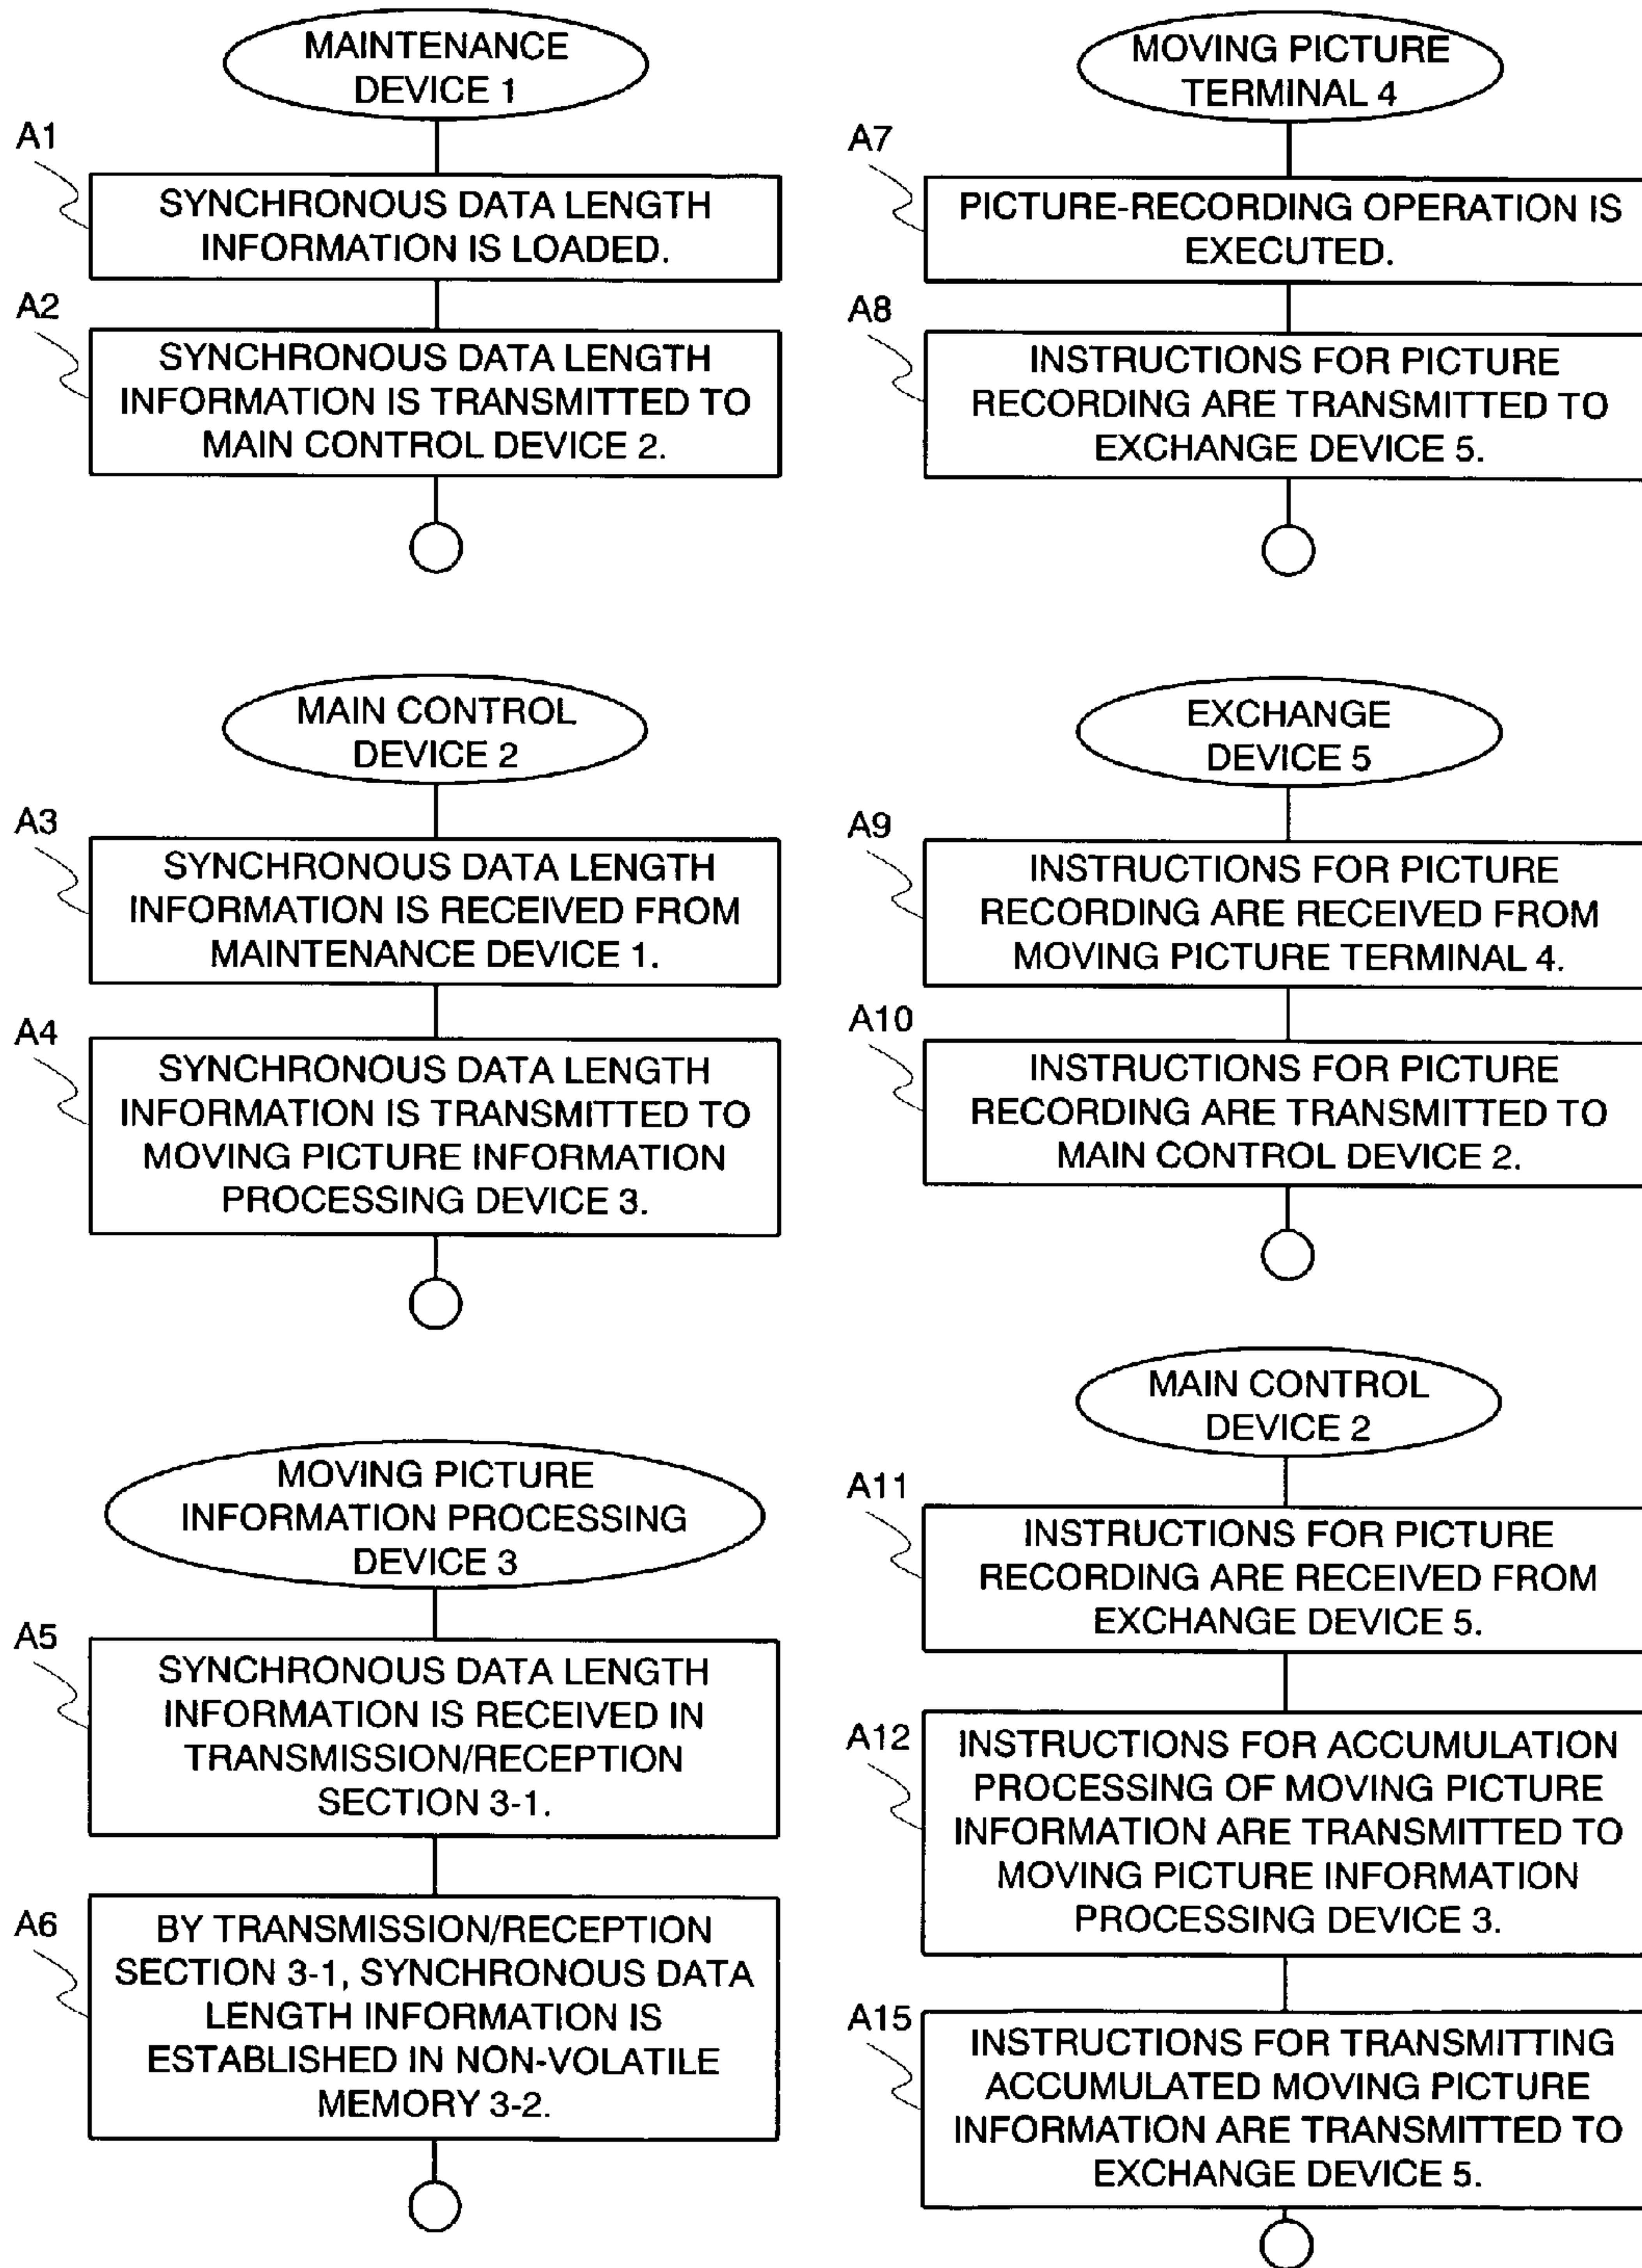 MAINTENANCE
DEVICE 1
A1
SYNCHRONOUS DATA LENGTH
INFORMATION IS LOADED.
A2
SYNCHRONOUS DATA LENGTH
INFORMATION IS TRANSMITTED TO
MAIN CONTROL DEVICE 2.
MAIN CONTROL
DEVICE 2
A3
SYNCHRONOUS DATA LENGTH
INFORMATION IS RECEIVED FROM
MAINTENANCE DEVICE 1.
A4
SYNCHRONOUS DATA LENGTH
INFORMATION IS TRANSMITTED TO
MOVING PICTURE INFORMATION
PROCESSING DEVICE 3.
MOVING PICTURE
INFORMATION PROCESSING
DEVICE 3
A5
SYNCHRONOUS DATA LENGTH
INFORMATION IS RECEIVED IN
TRANSMISSION/RECEPTION
SECTION 3-1.
A6
BY TRANSMISSION/RECEPTION
SECTION 3-1, SYNCHRONOUS DATA
LENGTH INFORMATION IS
ESTABLISHED IN NON-VOLATILE
MEMORY 3-2.
MOVING PICTURE
TERMINAL 4
A7
PICTURE-RECORDING OPERATION IS
EXECUTED.
A8
INSTRUCTIONS FOR PICTURE
RECORDING ARE TRANSMITTED TO
EXCHANGE DEVICE 5.
EXCHANGE
DEVICE 5
A9
INSTRUCTIONS FOR PICTURE
RECORDING ARE RECEIVED FROM
MOVING PICTURE TERMINAL 4.
A10
INSTRUCTIONS FOR PICTURE
RECORDING ARE TRANSMITTED TO
MAIN CONTROL DEVICE 2.
MAIN CONTROL
DEVICE 2
A11
INSTRUCTIONS FOR PICTURE
RECORDING ARE RECEIVED FROM
EXCHANGE DEVICE 5.
A12
INSTRUCTIONS FOR ACCUMULATION
PROCESSING OF MOVING PICTURE
INFORMATION ARE TRANSMITTED TO
MOVING PICTURE INFORMATION
PROCESSING DEVICE 3.
A15
INSTRUCTIONS FOR TRANSMITTING
ACCUMULATED MOVING PICTURE
INFORMATION ARE TRANSMITTED TO
EXCHANGE DEVICE 5.